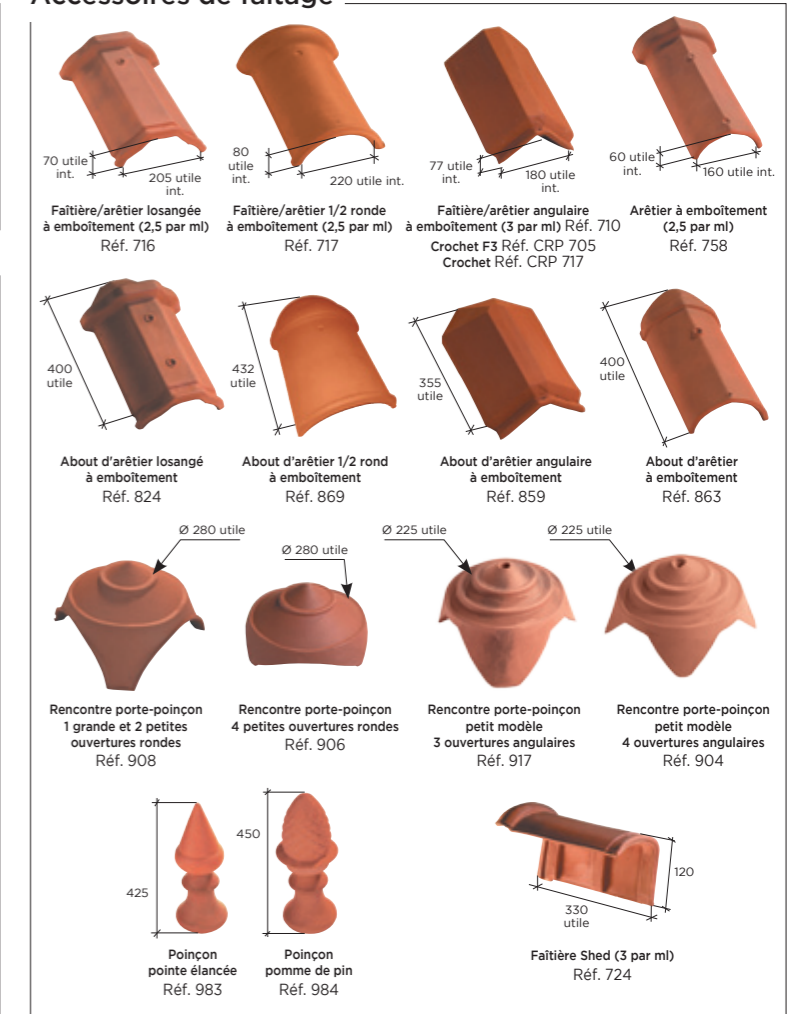 Accessoires de faîtage
70 utile
int.
205 utile
int.
80
utile
int.
220 utile int.
77 utile
int.
180 utile
int.
60 utile
int.
160 utile int.
Faîtière/arêtier losangée
à emboîtement (2,5 par ml)
Réf. 716
Faîtière/arêtier 1/2 ronde
à emboîtement (2,5 par ml)
Réf. 717
Faîtière/arêtier angulaire
à emboîtement (3 par ml) Réf. 710
Crochet F3 Réf. CRP 705
Crochet Réf. CRP 717
Arêtier à emboîtement
(2,5 par ml)
Réf. 758
400
utile
432
utile
355
utile
400
utile
About d'arêtier losangé
à emboîtement
Réf. 824
About d'arêtier 1/2 rond
à emboîtement
Réf. 869
About d'arêtier angulaire
à emboîtement
Réf. 859
About d'arêtier
à emboîtement
Réf. 863
Ø 280 utile
Ø 280 utile
Ø 225 utile
Ø 225 utile
Rencontre porte-poinçon
1 grande et 2 petites
ouvertures rondes
Réf. 908
Rencontre porte-poinçon
4 petites ouvertures rondes
Réf. 906
Rencontre porte-poinçon
petit modèle
3 ouvertures angulaires
Réf. 917
Rencontre porte-poinçon
petit modèle
4 ouvertures angulaires
Réf. 904
425
450
120
330
utile
Poinçon
pointe élancée
Réf. 983
Poinçon
pomme de pin
Réf. 984
Faîtière Shed (3 par ml)
Réf. 724